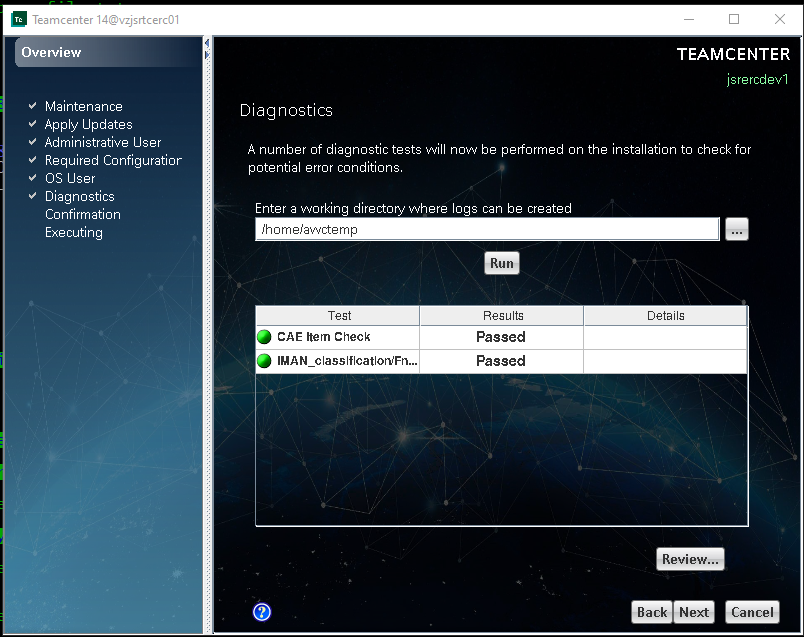 Tc Teamcenter 14@vzjsrtcerc01
Overview
Maintenance
Apply Updates
Administrative User
Required Configuration
OS User
Diagnostics
Confirmation
Executing
TEAMCENTER
jsrercdev1
Diagnostics
A number of diagnostic tests will now be performed on the installation to check for
potential error conditions.
Enter a working directory where logs can be created
/home/awctemp
...
Run
Test Results Details
CAE Item Check Passed
IMAN_classification/Fn... Passed
Review...
?
Back Next Cancel